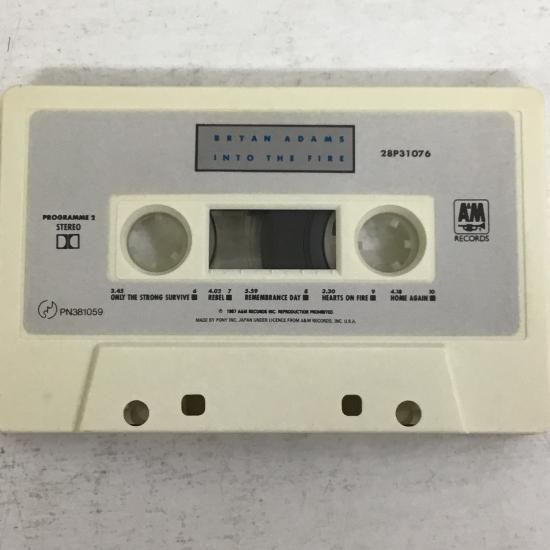 BRYAN ADAMS
INTO THE FIRE
28P31076
PROGRAMME 2
STEREO
A&M
RECORDS
3.45 6 4.02 7 5.59 8 3.30 9 4.18 10
ONLY THE STRONG SURVIVE REBEL REMEMBRANCE DAY HEARTS ON FIRE HOME AGAIN
PN381059
℗ 1987 A&M RECORDS INC. REPRODUCTION PROHIBITED
MADE BY PONY INC. JAPAN UNDER LICENCE FROM A&M RECORDS, INC. U.S.A.